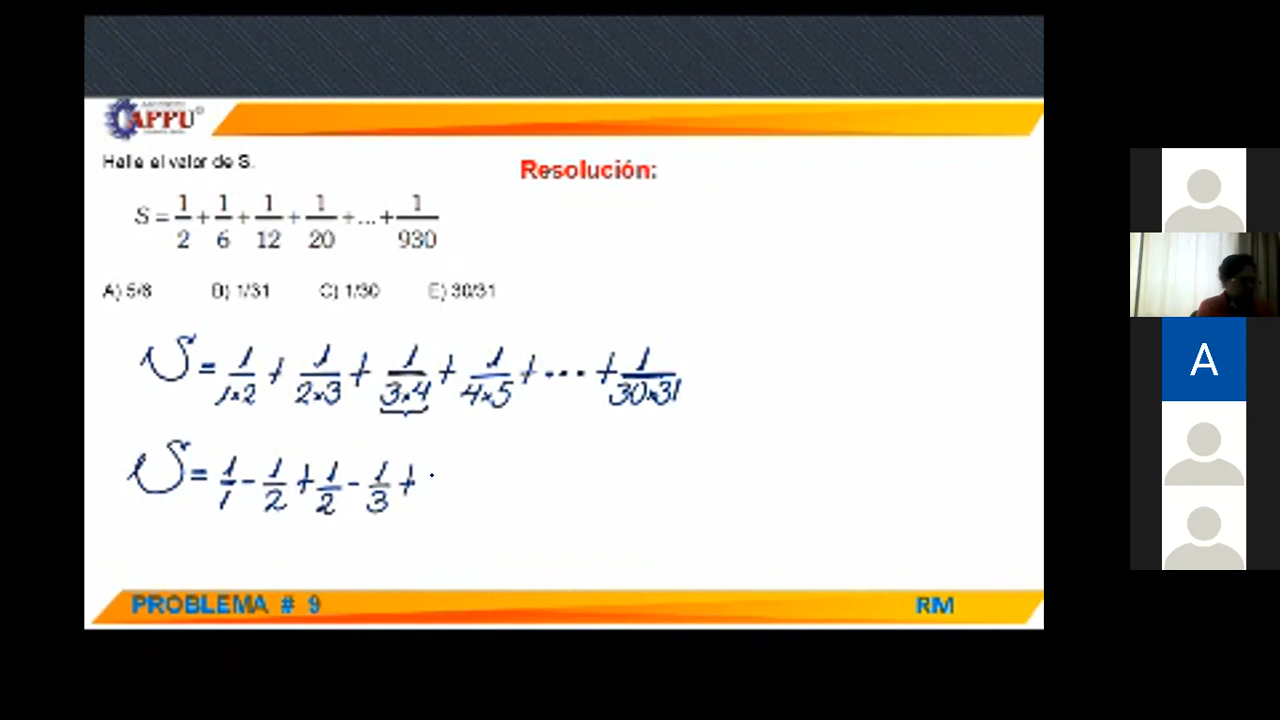 APPU
Halle el valor de S.
Resolución:
S = 1/2 + 1/6 + 1/12 + 1/20 + ... + 1/930
A) 5/6 B) 1/31 C) 1/30 E) 30/31
S = 1/1×2 + 1/2×3 + 1/3×4 + 1/4×5 + ... + 1/30×31
S = 1/1 - 1/2 + 1/2 - 1/3 +
A
PROBLEMA # 9
RM